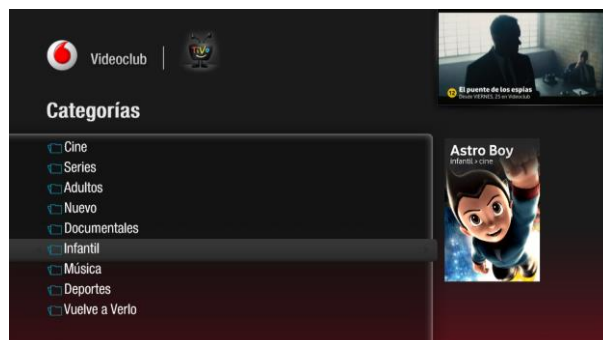 Videoclub
TiVo
El puente de los espías
Desde VIERNES, 25 en Videoclub
Categorías
Cine
Series
Adultos
Nuevo
Documentales
Infantil
Música
Deportes
Vuelve a Verlo
Astro Boy
infantil > cine